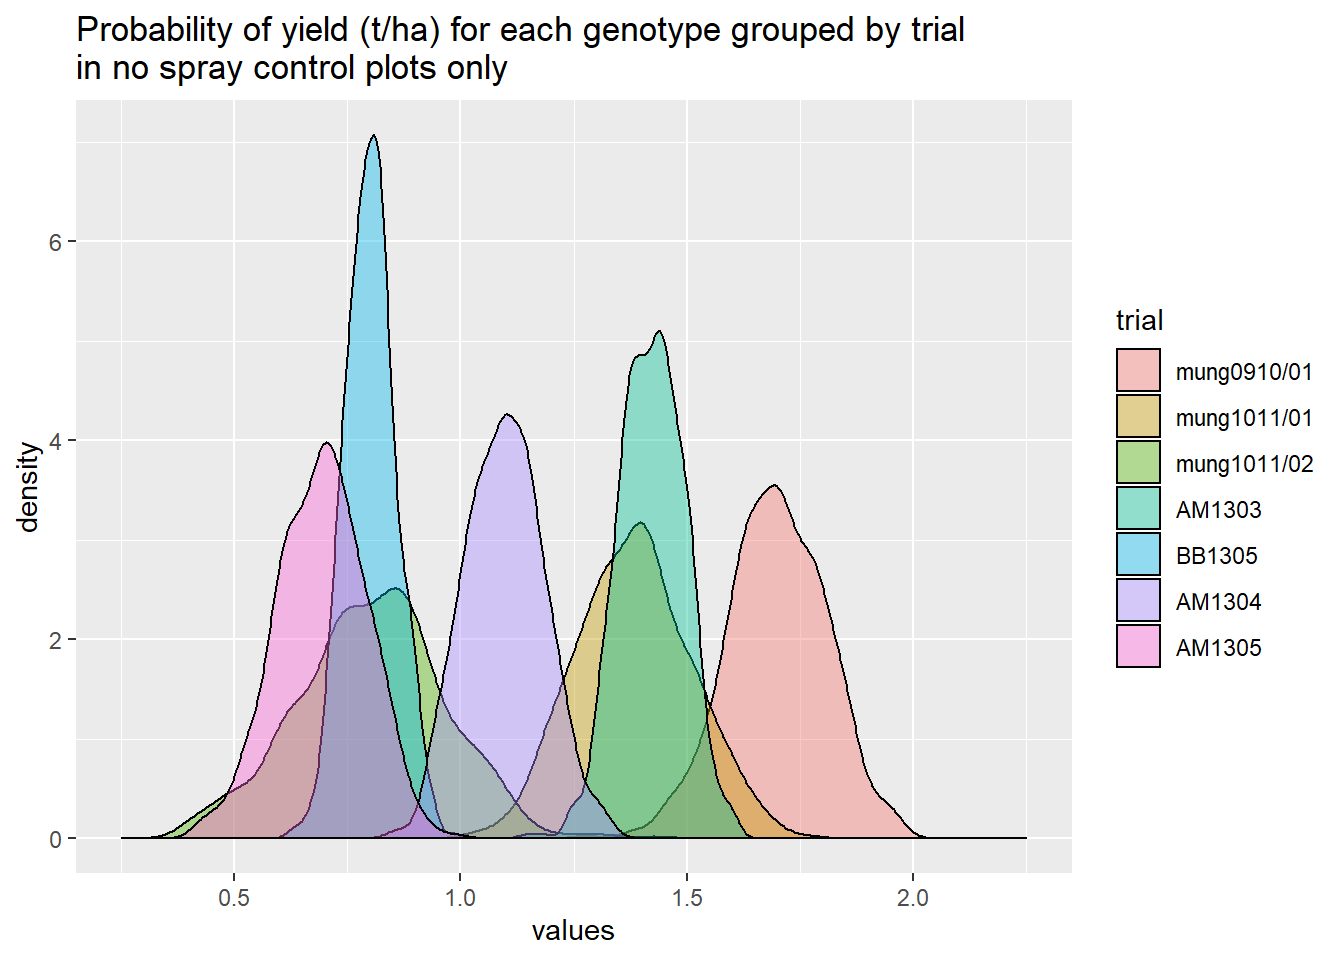 Probability of yield (t/ha) for each genotype grouped by trial
in no spray control plots only
density
6
4
2
0
0.5
1.0
1.5
2.0
values
trial
mung0910/01
mung1011/01
mung1011/02
AM1303
BB1305
AM1304
AM1305